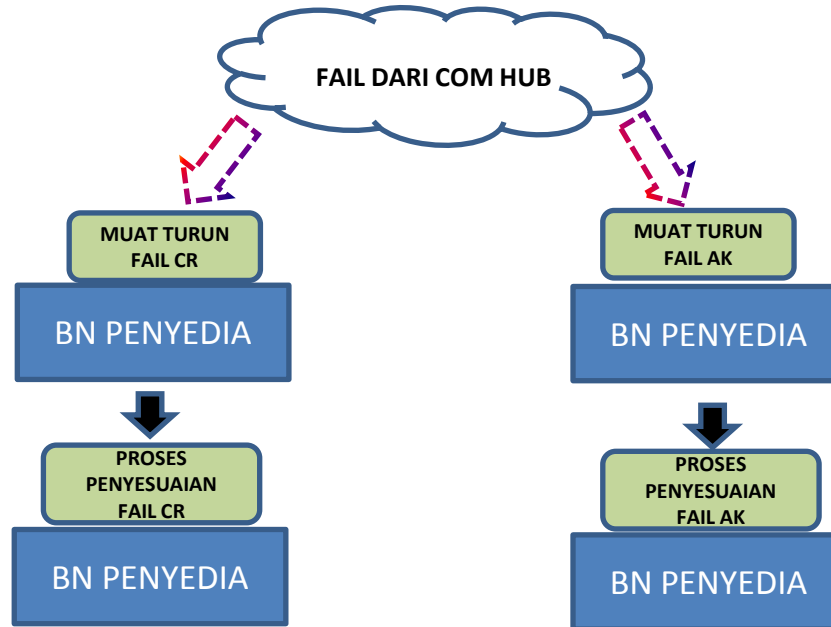 FAIL DARI COM HUB
MUAT TURUN
FAIL CR
BN PENYEDIA
PROSES
PENYESUAIAN
FAIL CR
BN PENYEDIA
MUAT TURUN
FAIL AK
BN PENYEDIA
PROSES
PENYESUAIAN
FAIL AK
BN PENYEDIA